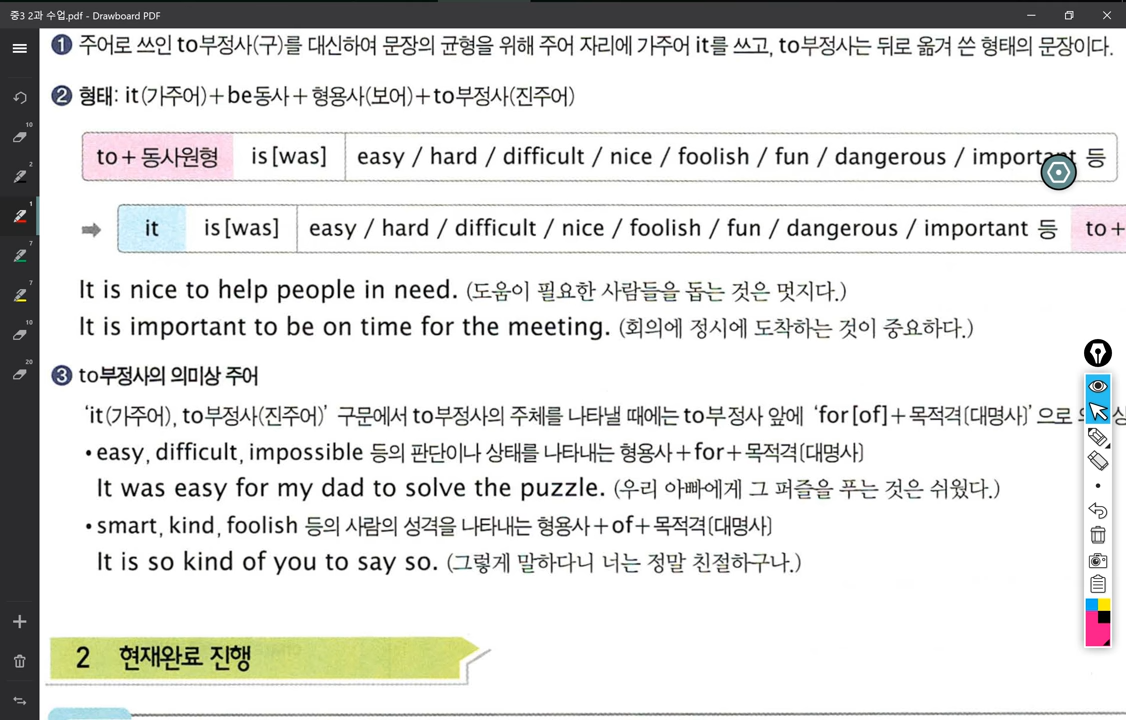 중3 2과 수업.pdf - Drawboard PDF
1 주어로 쓰인 to부정사(구)를 대신하여 문장의 균형을 위해 주어 자리에 가주어 it를 쓰고, to부정사는 뒤로 옮겨 쓴 형태의 문장이다.
2 형태: it(가주어)+be동사+형용사(보어)+to부정사(진주어)
to+동사원형 is[was] easy / hard / difficult / nice / foolish / fun / dangerous / important 등
➡ it is[was] easy / hard / difficult / nice / foolish / fun / dangerous / important 등 to+
It is nice to help people in need. (도움이 필요한 사람들을 돕는 것은 멋지다.)
It is important to be on time for the meeting. (회의에 정시에 도착하는 것이 중요하다.)
3 to부정사의 의미상 주어
‘it(가주어), to부정사(진주어)’ 구문에서 to부정사의 주체를 나타낼 때에는 to부정사 앞에 ‘for[of]+목적격(대명사)’으로
•easy, difficult, impossible 등의 판단이나 상태를 나타내는 형용사+for+목적격(대명사)
It was easy for my dad to solve the puzzle. (우리 아빠에게 그 퍼즐을 푸는 것은 쉬웠다.)
•smart, kind, foolish 등의 사람의 성격을 나타내는 형용사+of+목적격(대명사)
It is so kind of you to say so. (그렇게 말하다니 너는 정말 친절하구나.)
2 현재완료 진행
10
2
1
7
7
10
20